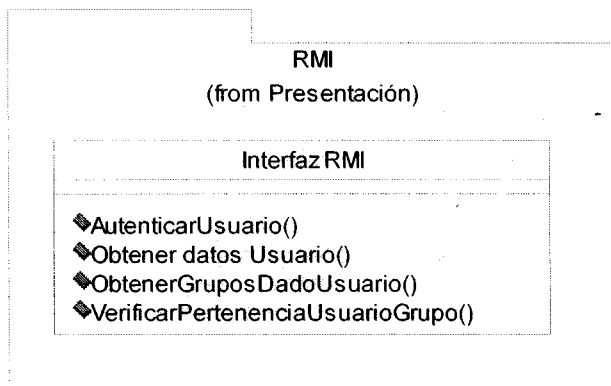 RMI
(from Presentación)
Interfaz RMI
AutenticarUsuario()
Obtener datos Usuario()
ObtenerGruposDadoUsuario()
VerificarPertenenciaUsuarioGrupo()